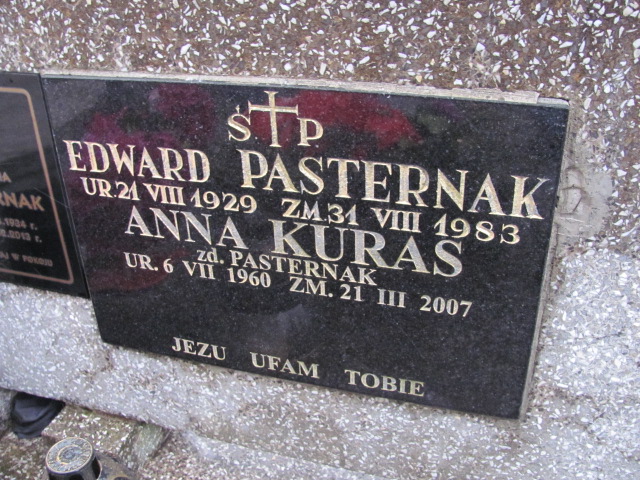 Ś P
EDWARD PASTERNAK
UR. 21 VIII 1929 ZM. 31 VIII 1983
ANNA KURAS
zd. PASTERNAK
UR. 6 VII 1960 ZM. 21 III 2007
JEZU UFAM TOBIE